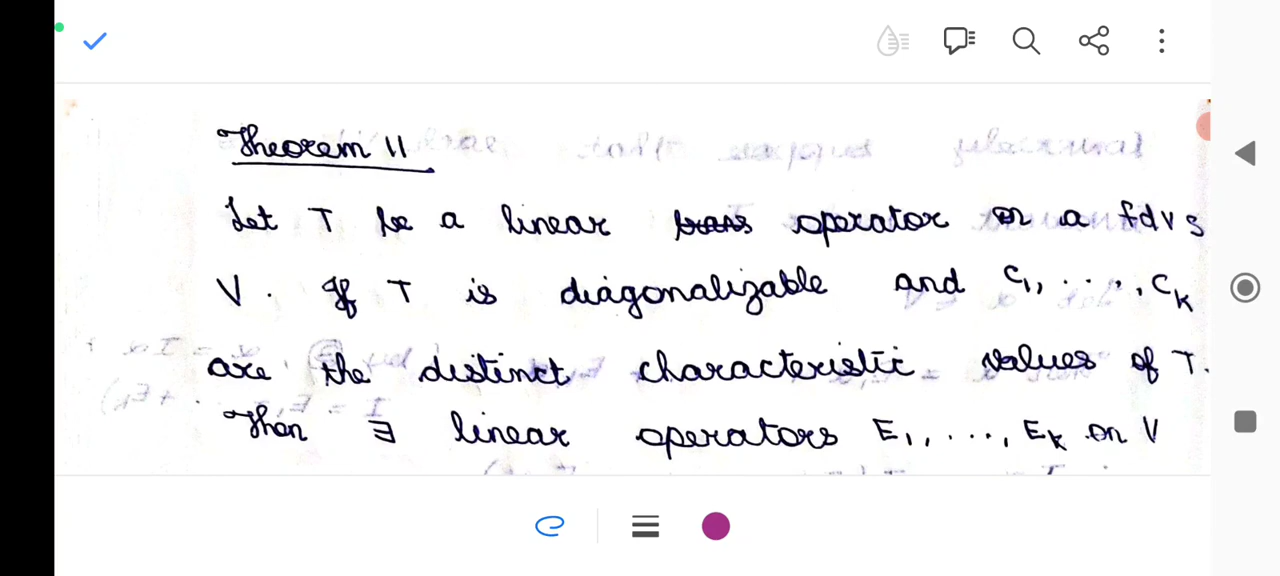 Theorem 11
Let T be a linear operator on a fdvs
V. If T is diagonalizable and C1, ...., Ck
are the distinct characteristic values of T.
Then ∃ linear operators E1, ..., Ek on V